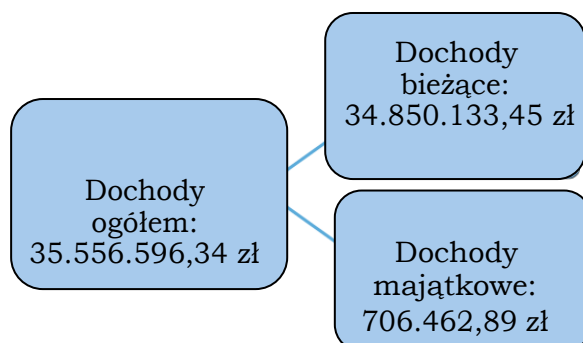 Dochody
ogółem:
35.556.596,34 zł
Dochody
bieżące:
34.850.133,45 zł
Dochody
majątkowe:
706.462,89 zł